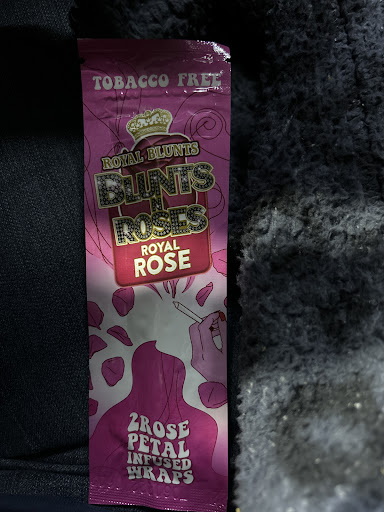 TOBACCO FREE
ROYAL BLUNTS
BLUNTS
N
ROSES
ROYAL
ROSE
2 ROSE
PETAL
INFUSED
WRAPS